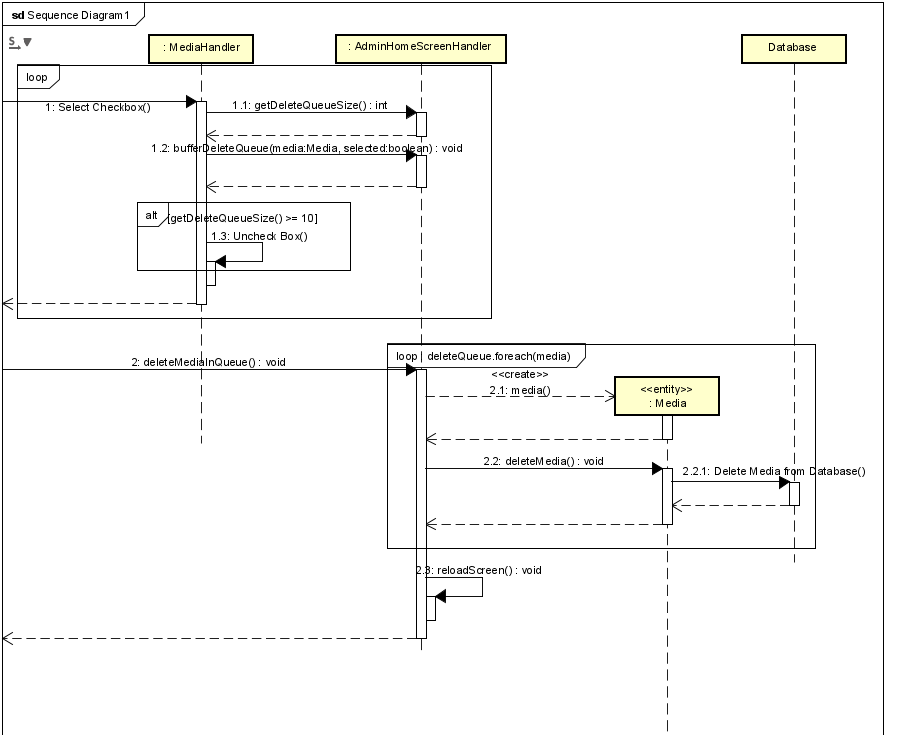 sd Sequence Diagram1
S
: MediaHandler
: AdminHomeScreenHandler
Database
loop
1: Select Checkbox()
1.1: getDeleteQueueSize() : int
1.2: bufferDeleteQueue(media:Media, selected:boolean) : void
alt
[getDeleteQueueSize() >= 10]
1.3: Uncheck Box()
2: deleteMediaInQueue() : void
loop
deleteQueue.foreach(media)
<<create>>
2.1: media()
<<entity>>
: Media
2.2: deleteMedia() : void
2.2.1: Delete Media from Database()
2.3: reloadScreen() : void